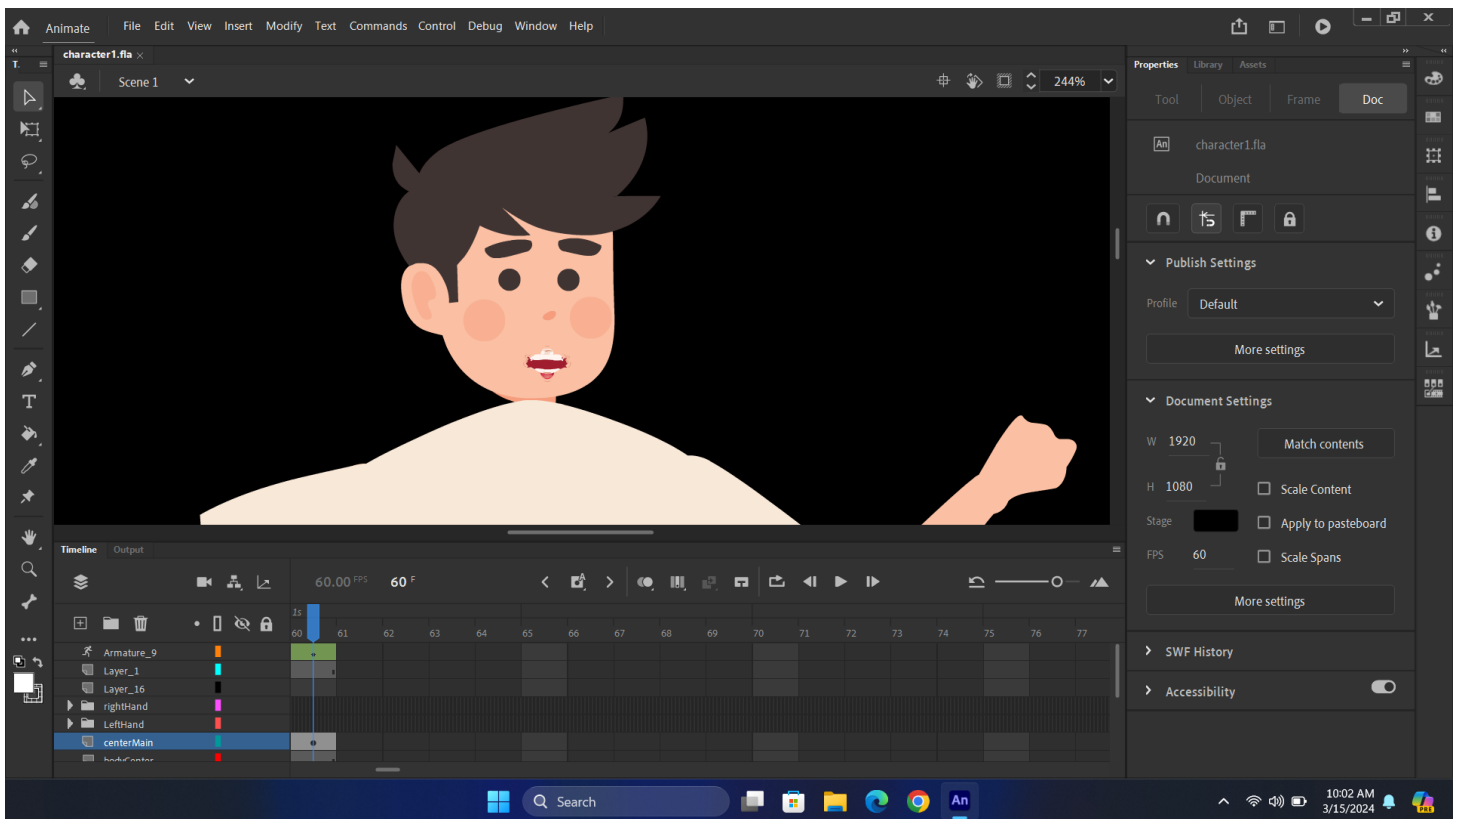 Animate File Edit View Insert Modify Text Commands Control Debug Window Help
character1.fla
T.
Scene 1
244%
Properties Library Assets
Tool Object Frame Doc
An character1.fla
Document
Publish Settings
Profile Default
More settings
Document Settings
W 1920
Match contents
H 1080
Scale Content
Stage
Apply to pasteboard
FPS 60
Scale Spans
More settings
SWF History
Accessibility
Timeline Output
60.00 FPS 60 F
1s
60 61 62 63 64 65 66 67 68 69 70 71 72 73 74 75 76 77
Armature_9
Layer_1
Layer_16
rightHand
LeftHand
centerMain
bodyCenter
Search
An
10:02 AM
3/15/2024
PRE